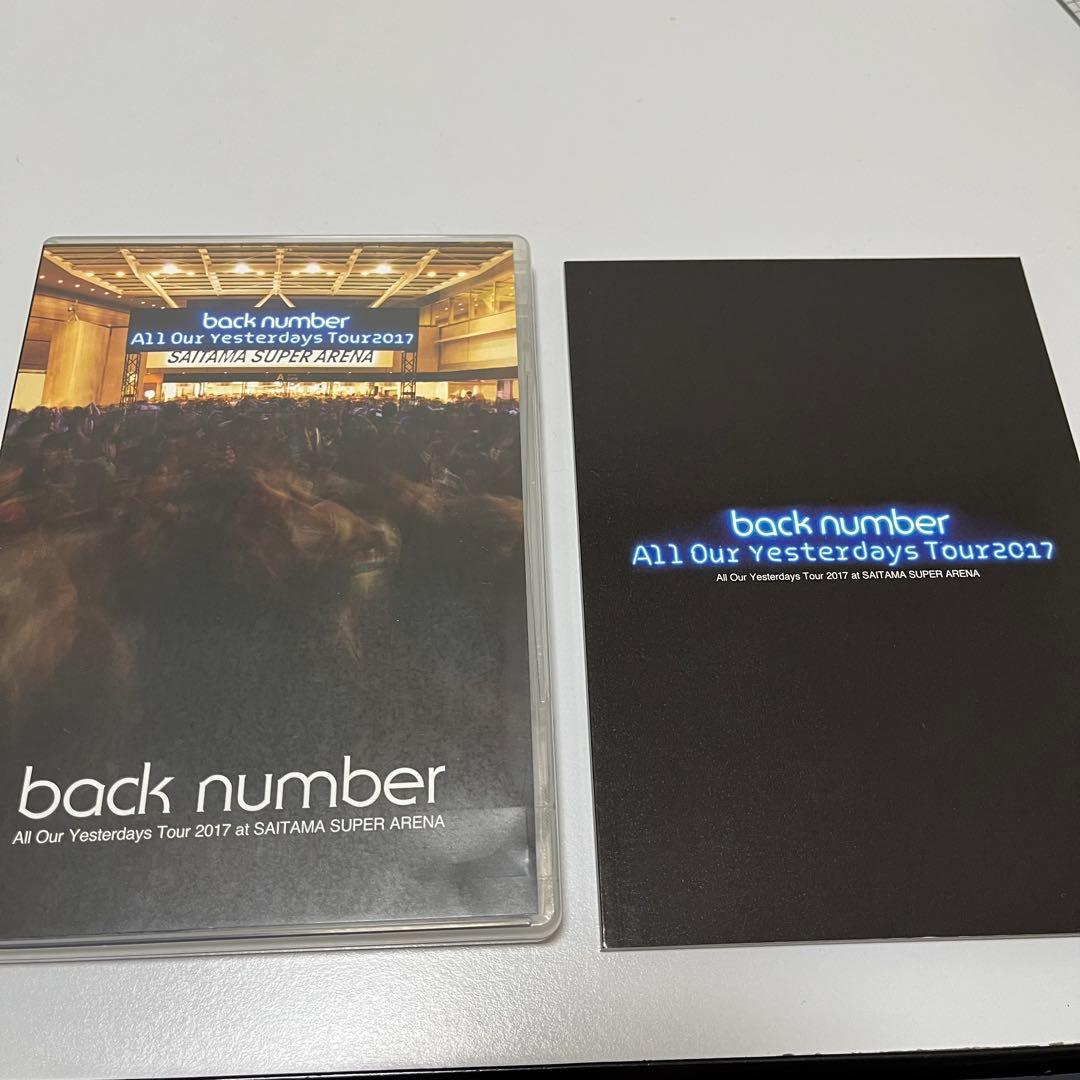 back number
All Our Yesterdays Tour2017
SAITAMA SUPER ARENA
back number
All Our Yesterdays Tour 2017 at SAITAMA SUPER ARENA
back number
All Our Yesterdays Tour2017
All Our Yesterdays Tour 2017 at SAITAMA SUPER ARENA